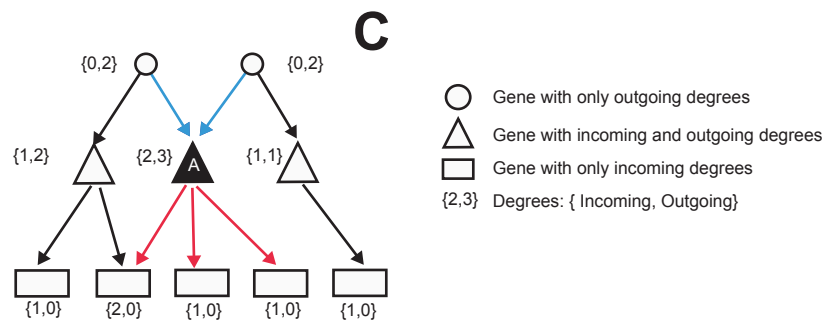 C
{0,2}
{0,2}
{1,2}
{2,3}
A
{1,1}
{1,0}
{2,0}
{1,0}
{1,0}
{1,0}
Gene with only outgoing degrees
Gene with incoming and outgoing degrees
Gene with only incoming degrees
{2,3} Degrees: { Incoming, Outgoing}